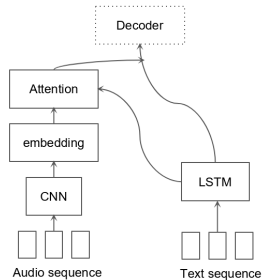 Decoder
Attention
embedding
CNN
LSTM
Audio sequence
Text sequence